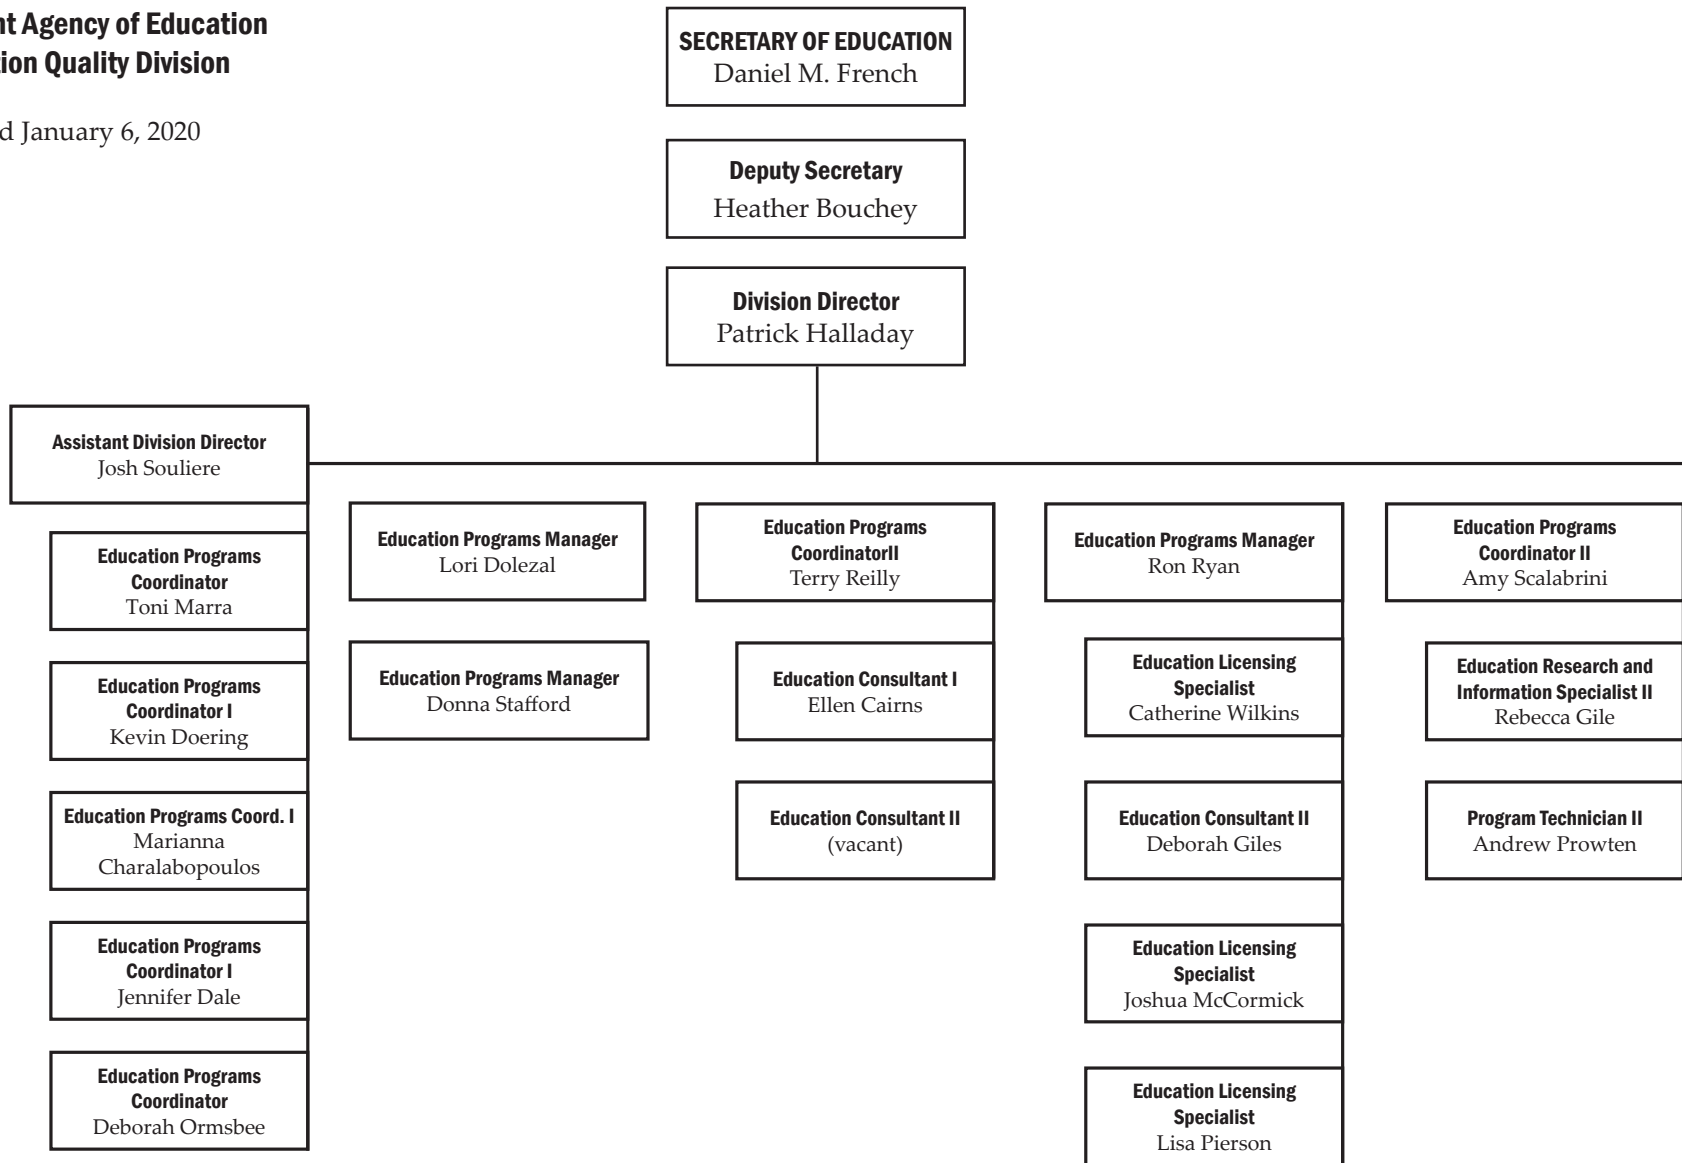 nt Agency of Education
tion Quality Division
d January 6, 2020
SECRETARY OF EDUCATION
Daniel M. French
Deputy Secretary
Heather Bouchey
Division Director
Patrick Halladay
Assistant Division Director
Josh Souliere
Education Programs
Coordinator
Toni Marra
Education Programs
Coordinator I
Kevin Doering
Education Programs Coord. I
Marianna
Charalabopoulos
Education Programs
Coordinator I
Jennifer Dale
Education Programs
Coordinator
Deborah Ormsbee
Education Programs Manager
Lori Dolezal
Education Programs Manager
Donna Stafford
Education Programs
CoordinatorII
Terry Reilly
Education Consultant I
Ellen Cairns
Education Consultant II
(vacant)
Education Programs Manager
Ron Ryan
Education Licensing
Specialist
Catherine Wilkins
Education Consultant II
Deborah Giles
Education Licensing
Specialist
Joshua McCormick
Education Licensing
Specialist
Lisa Pierson
Education Programs
Coordinator II
Amy Scalabrini
Education Research and
Information Specialist II
Rebecca Gile
Program Technician II
Andrew Prowten